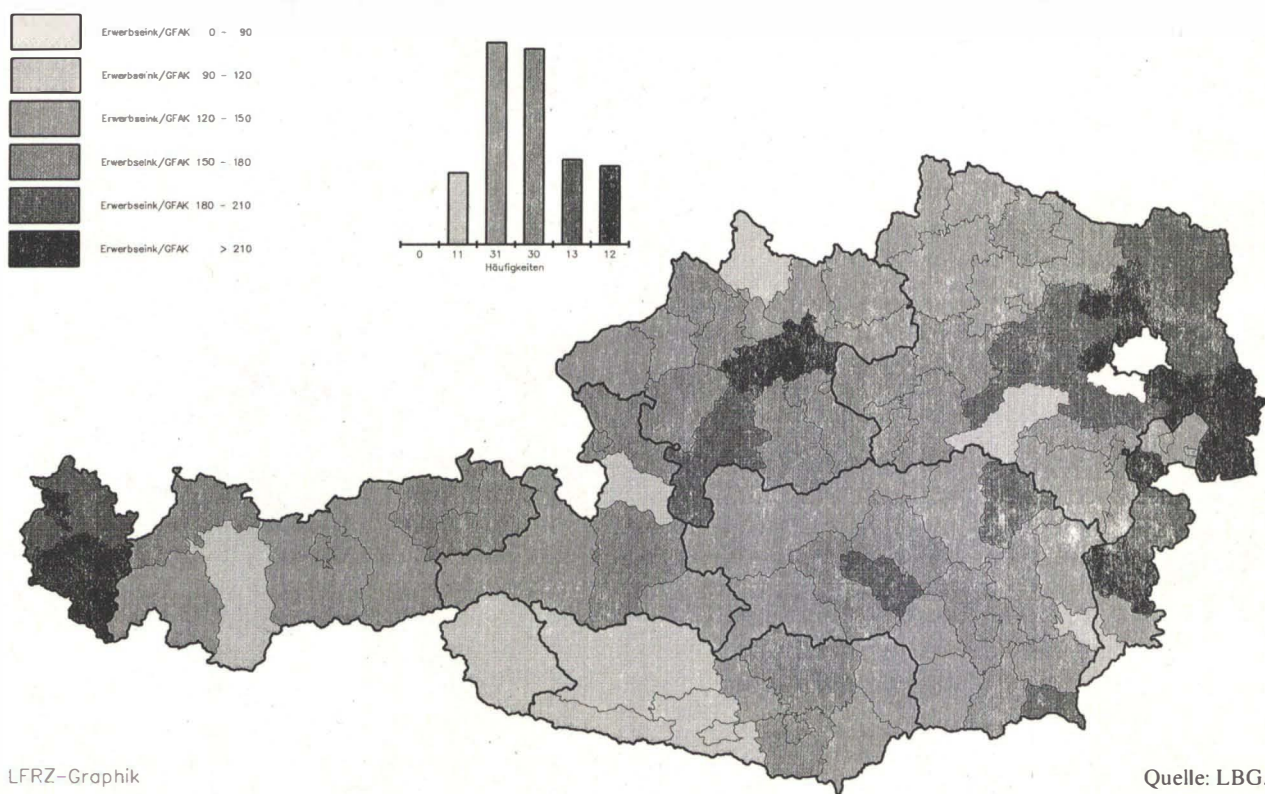 Erwerbseink/GFAK 0 - 90
Erwerbseink/GFAK 90 - 120
Erwerbseink/GFAK 120 - 150
Erwerbseink/GFAK 150 - 180
Erwerbseink/GFAK 180 - 210
Erwerbseink/GFAK > 210
0 11 31 30 13 12
Häufigkeiten
LFRZ-Graphik
Quelle: LBG.